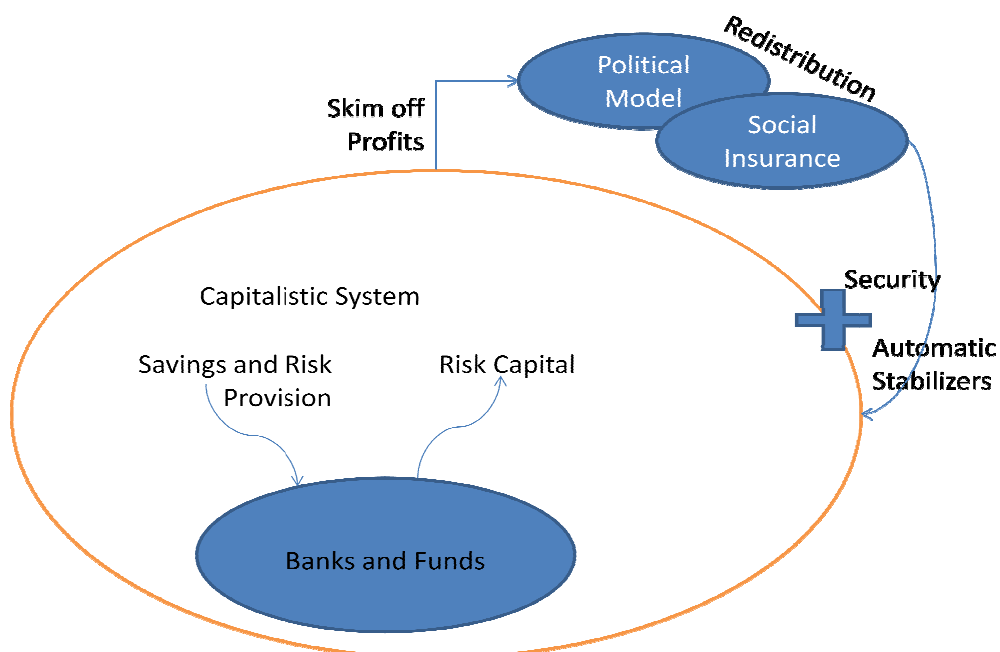 Redistribution
Political
Model
Social
Insurance
Skim off
Profits
Security
Automatic
Stabilizers
Capitalistic System
Savings and Risk
Provision
Risk Capital
Banks and Funds